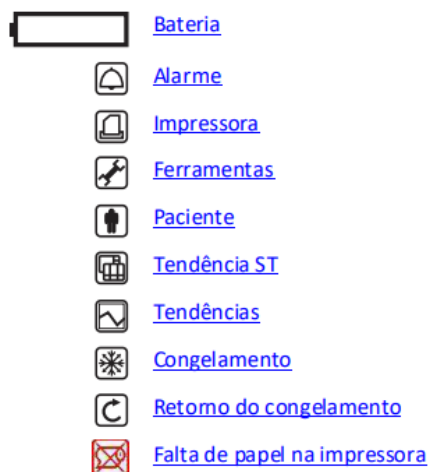 Bateria
Alarme
Impressora
Ferramentas
Paciente
Tendência ST
Tendências
Congelamento
Retorno do congelamento
Falta de papel na impressora